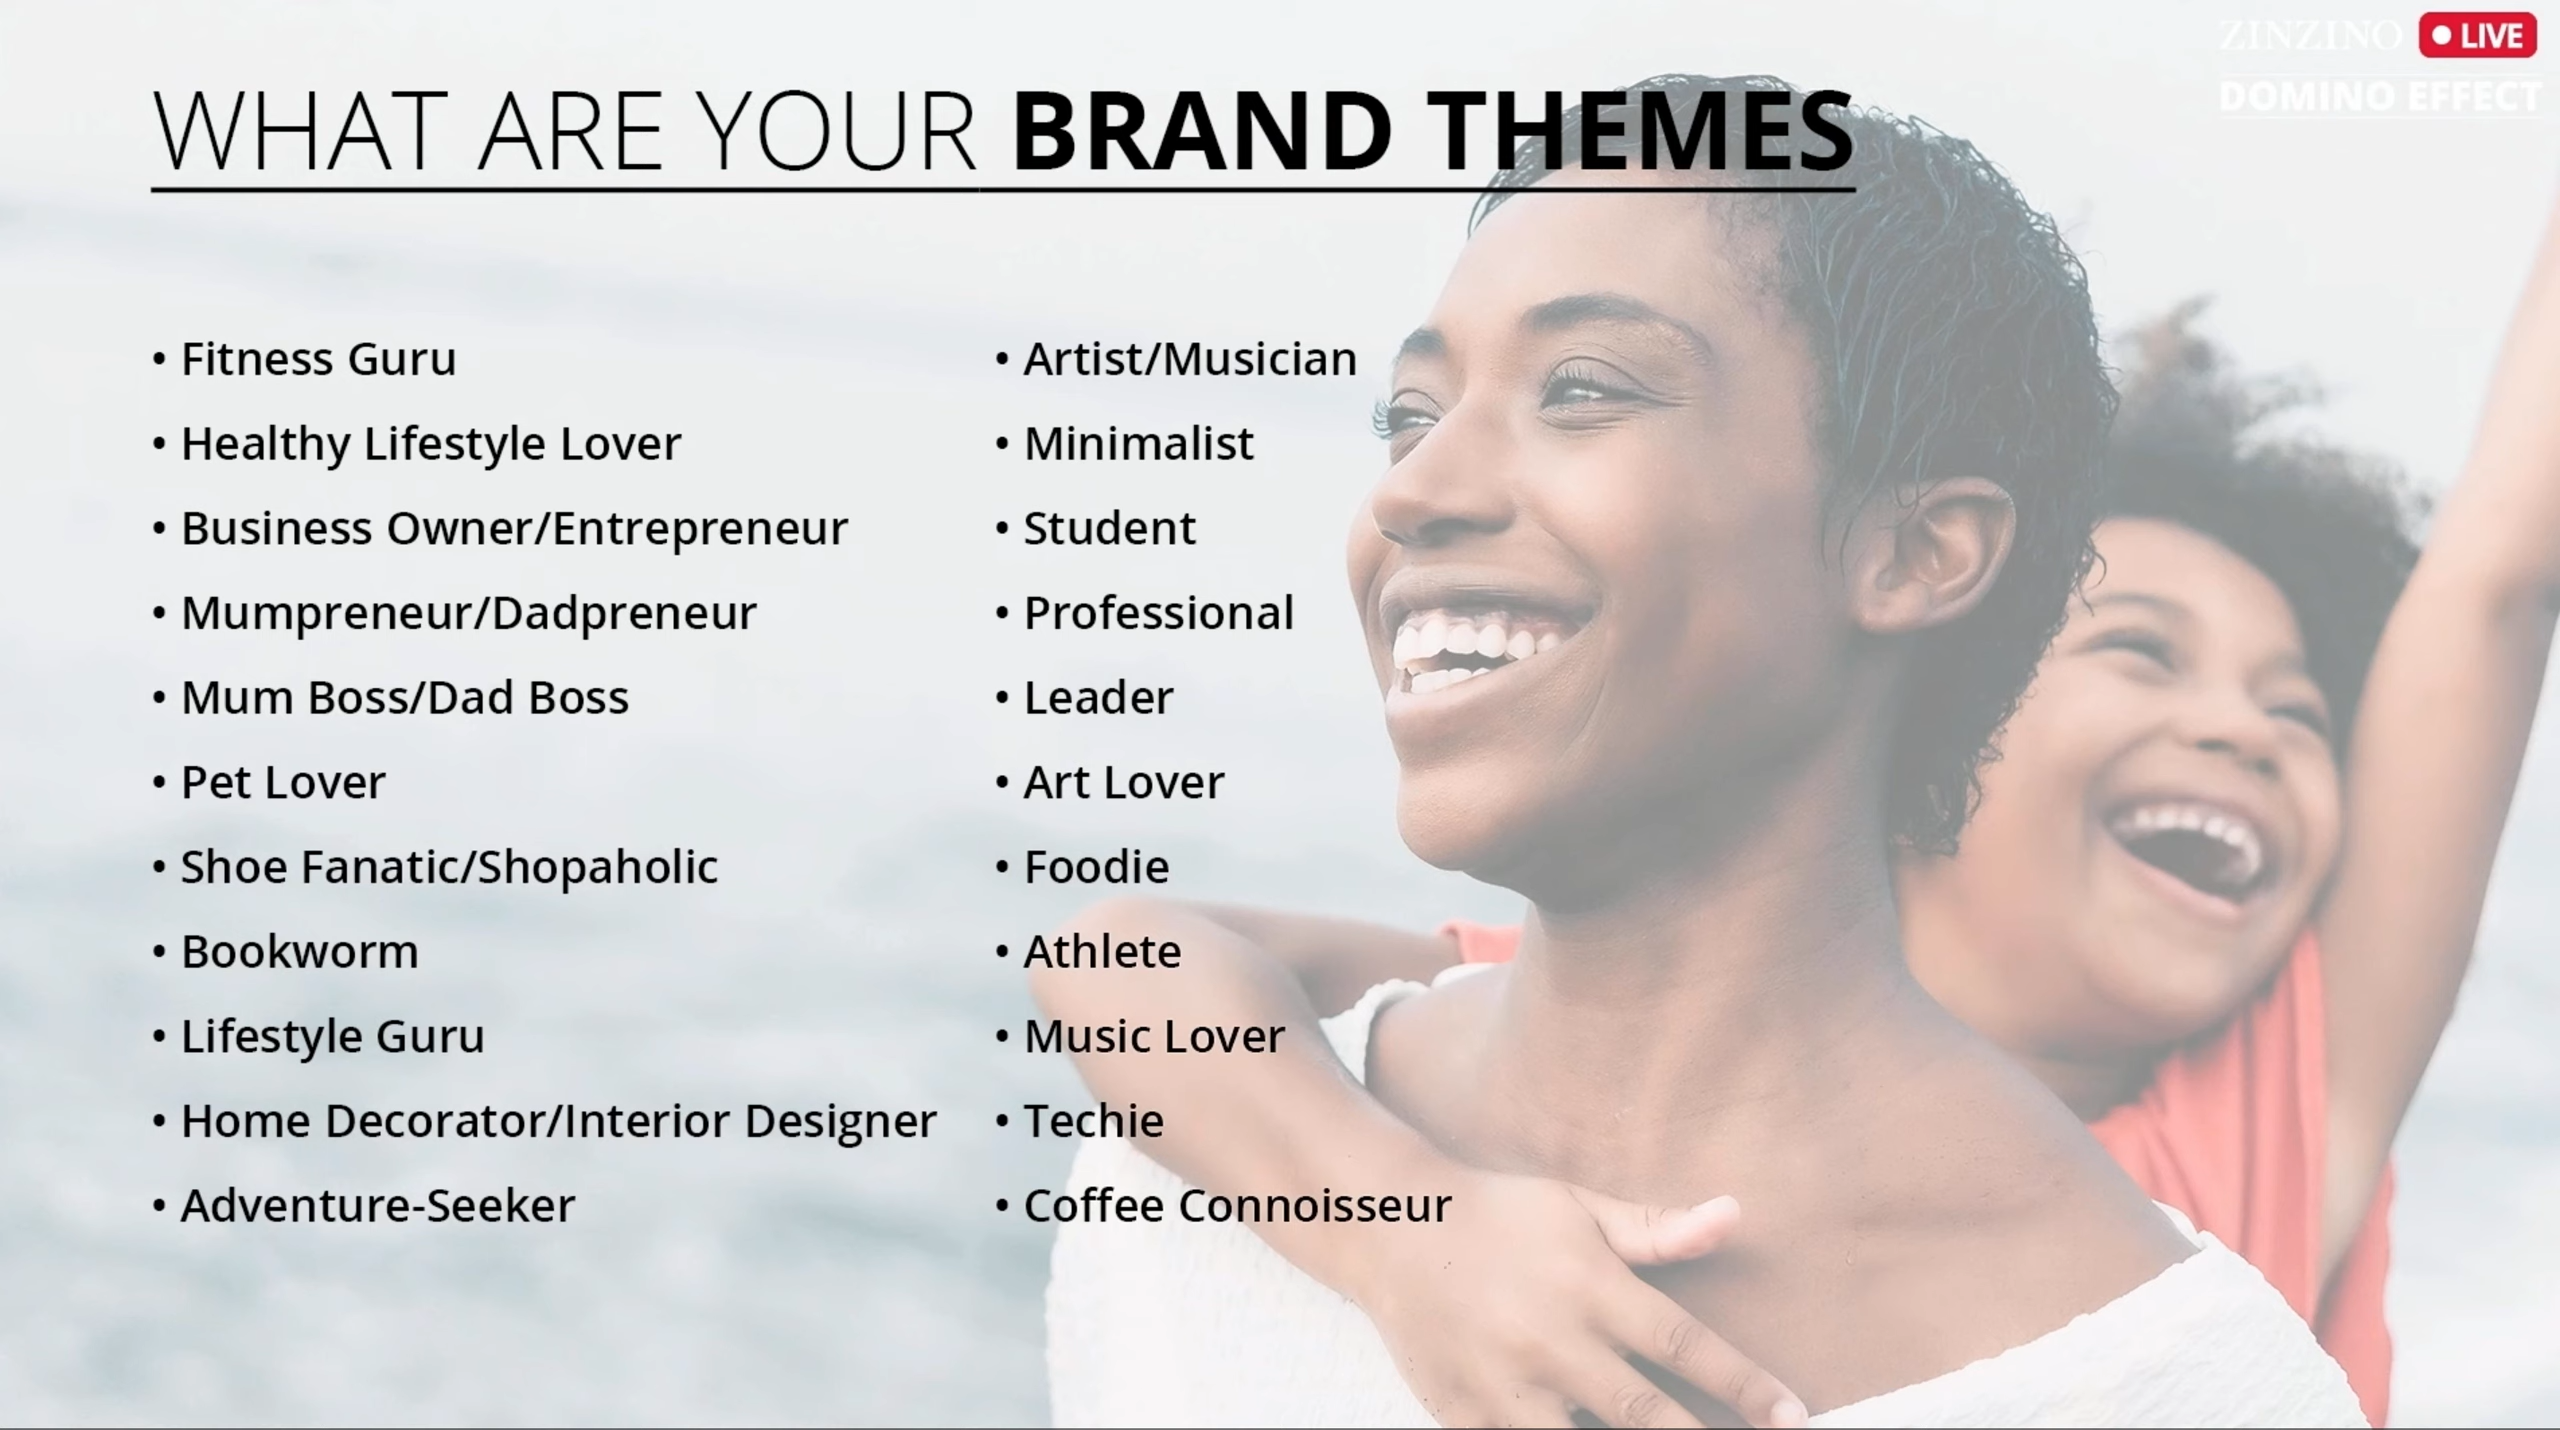 ZINZINO
LIVE
DOMINO EFFECT
WHAT ARE YOUR BRAND THEMES
• Fitness Guru
• Healthy Lifestyle Lover
• Business Owner/Entrepreneur
• Mumpreneur/Dadpreneur
• Mum Boss/Dad Boss
• Pet Lover
• Shoe Fanatic/Shopaholic
• Bookworm
• Lifestyle Guru
• Home Decorator/Interior Designer
• Adventure-Seeker
• Artist/Musician
• Minimalist
• Student
• Professional
• Leader
• Art Lover
• Foodie
• Athlete
• Music Lover
• Techie
• Coffee Connoisseur